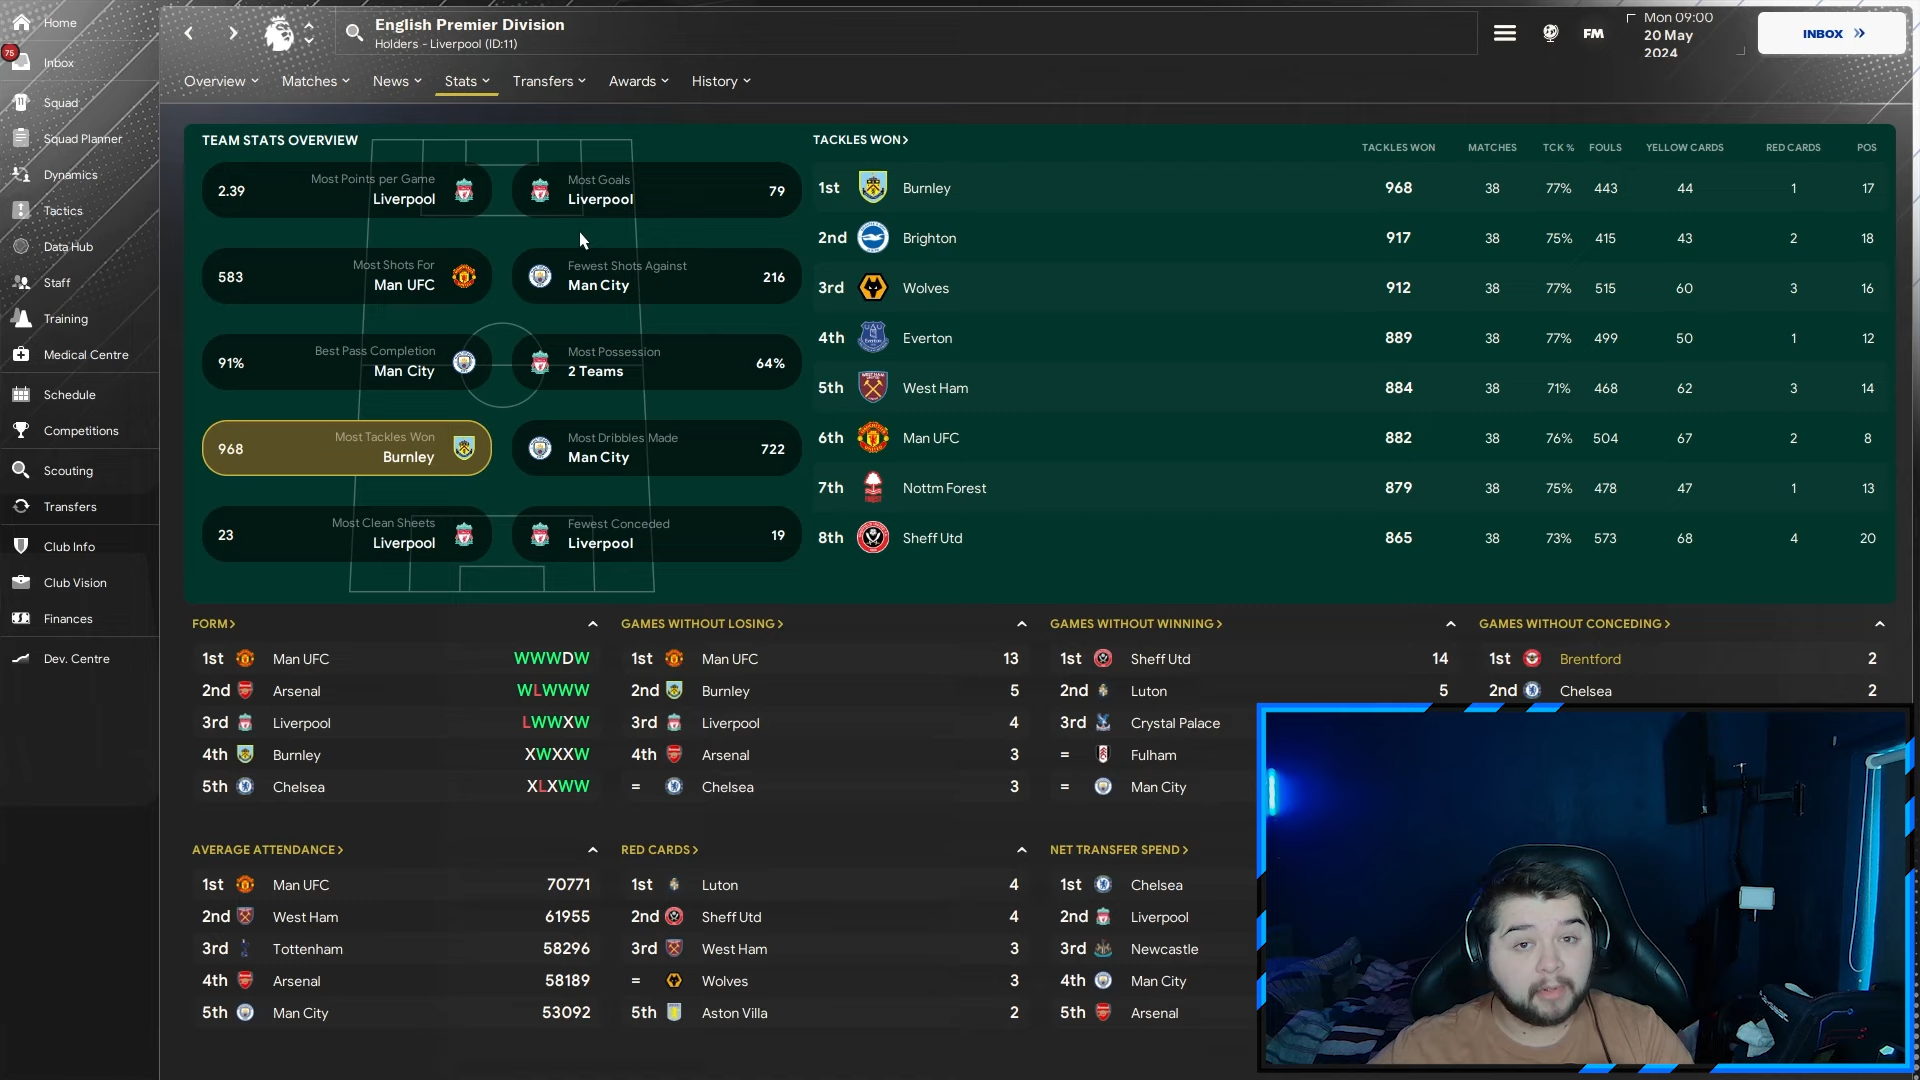 Home
75
Inbox
Squad
Squad Planner
Dynamics
Tactics
Data Hub
Staff
Training
Medical Centre
Schedule
Competitions
Scouting
Transfers
Club Info
Club Vision
Finances
Dev. Centre
English Premier Division
Holders - Liverpool (ID:11)
FM
Mon 09:00
20 May
2024
INBOX
Overview Matches News Stats Transfers Awards History
TEAM STATS OVERVIEW
2.39 Most Points per Game Liverpool
Most Goals Liverpool 79
583 Most Shots For Man UFC
Fewest Shots Against Man City 216
91% Best Pass Completion Man City
Most Possession 2 Teams 64%
968 Most Tackles Won Burnley
Most Dribbles Made Man City 722
23 Most Clean Sheets Liverpool
Fewest Conceded Liverpool 19
TACKLES WON> TACKLES WON MATCHES TCK % FOULS YELLOW CARDS RED CARDS POS
1st Burnley 968 38 77% 443 44 1 17
2nd Brighton 917 38 75% 415 43 2 18
3rd Wolves 912 38 77% 515 60 3 16
4th Everton 889 38 77% 499 50 1 12
5th West Ham 884 38 71% 468 62 3 14
6th Man UFC 882 38 76% 504 67 2 8
7th Nottm Forest 879 38 75% 478 47 1 13
8th Sheff Utd 865 38 73% 573 68 4 20
FORM>
1st Man UFC WWWDW
2nd Arsenal WLWWW
3rd Liverpool LWWXW
4th Burnley XWXXW
5th Chelsea XLXWW
GAMES WITHOUT LOSING>
1st Man UFC 13
2nd Burnley 5
3rd Liverpool 4
4th Arsenal 3
= Chelsea 3
GAMES WITHOUT WINNING>
1st Sheff Utd 14
2nd Luton 5
3rd Crystal Palace
= Fulham
= Man City
GAMES WITHOUT CONCEDING>
1st Brentford 2
2nd Chelsea 2
AVERAGE ATTENDANCE>
1st Man UFC 70771
2nd West Ham 61955
3rd Tottenham 58296
4th Arsenal 58189
5th Man City 53092
RED CARDS>
1st Luton 4
2nd Sheff Utd 4
3rd West Ham 3
= Wolves 3
5th Aston Villa 2
NET TRANSFER SPEND>
1st Chelsea
2nd Liverpool
3rd Newcastle
4th Man City
5th Arsenal